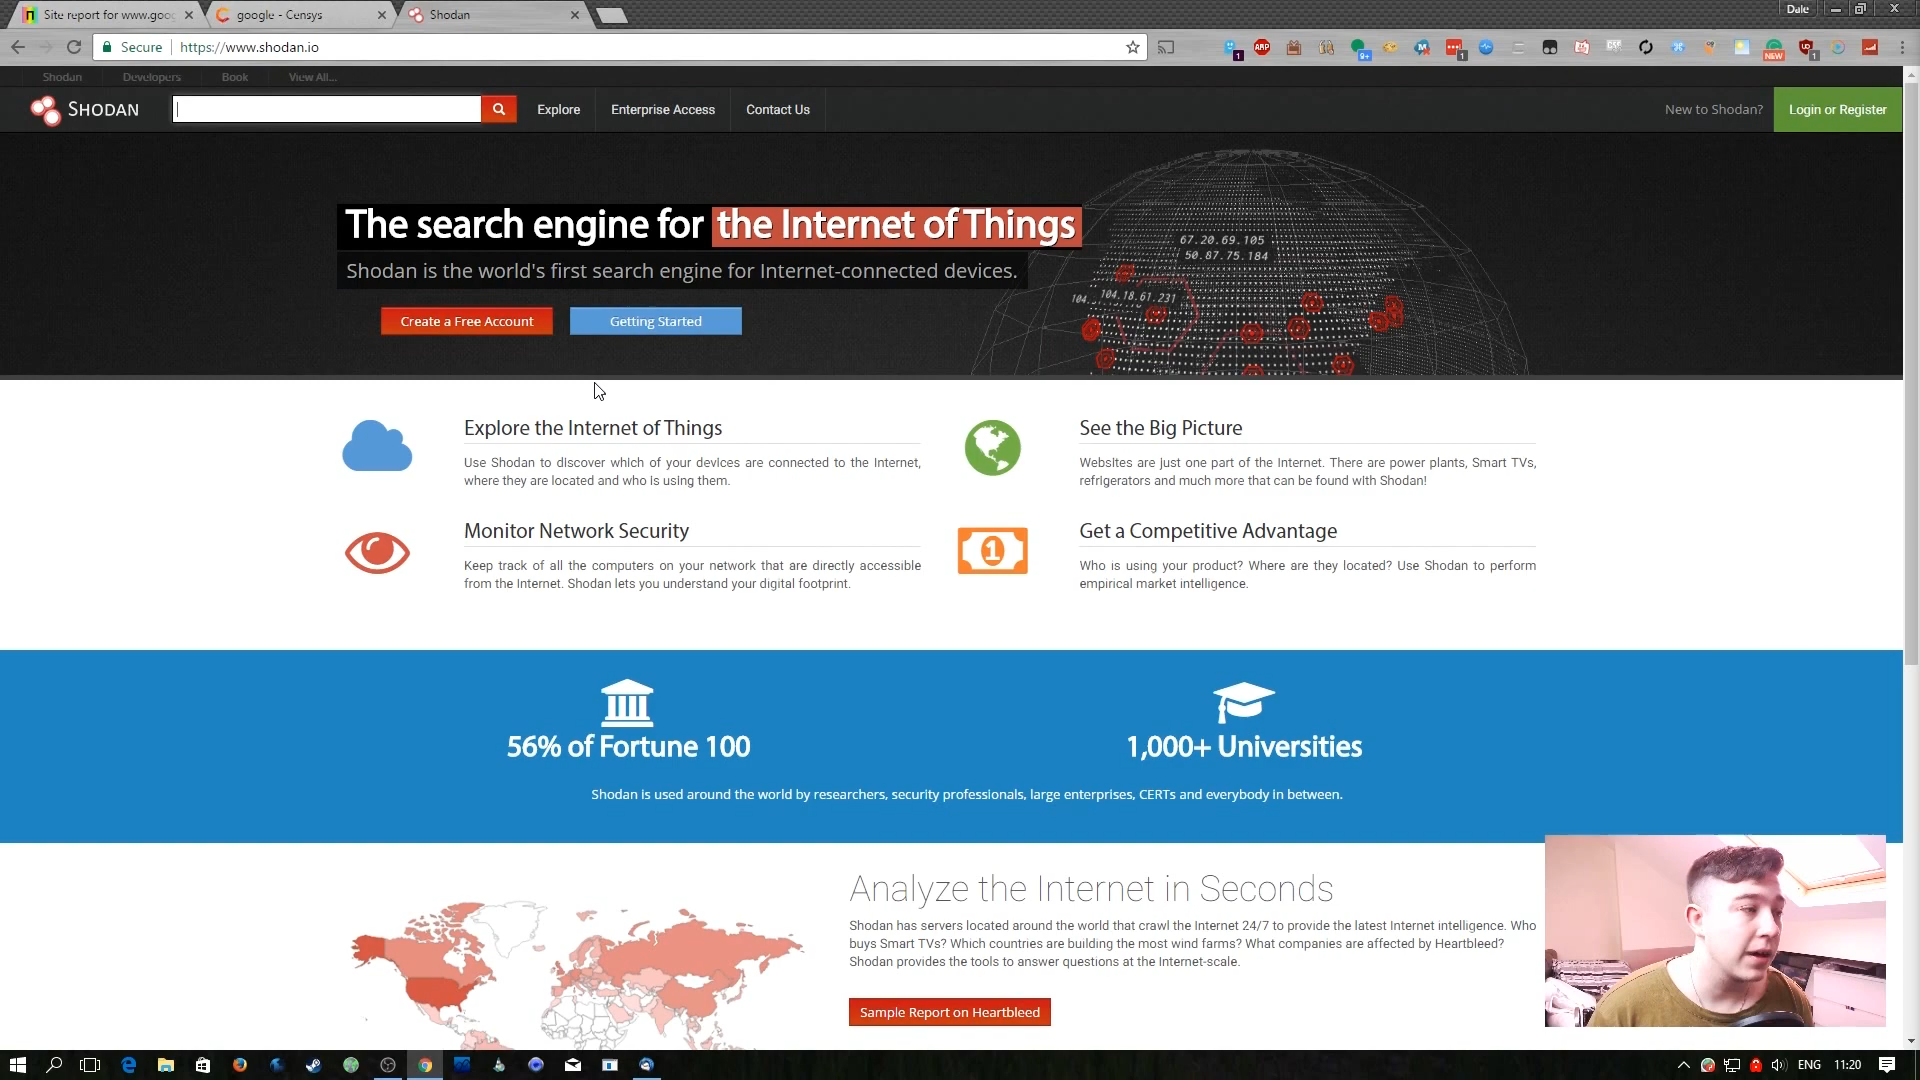 Site report for www.goog
google - Censys
Shodan
Dale
Secure
https://www.shodan.io
1
ABP
9+
1
NEW
1
Shodan
Developers
Book
View All...
SHODAN
Explore
Enterprise Access
Contact Us
New to Shodan?
Login or Register
The search engine for the Internet of Things
Shodan is the world's first search engine for Internet-connected devices.
Create a Free Account
Getting Started
67.20.69.105
50.87.75.184
104.
104.18.61.231
Explore the Internet of Things
Use Shodan to discover which of your devices are connected to the Internet,
where they are located and who is using them.
See the Big Picture
Websites are just one part of the Internet. There are power plants, Smart TVs,
refrigerators and much more that can be found with Shodan!
Monitor Network Security
Keep track of all the computers on your network that are directly accessible
from the Internet. Shodan lets you understand your digital footprint.
1
Get a Competitive Advantage
Who is using your product? Where are they located? Use Shodan to perform
empirical market intelligence.
56% of Fortune 100
1,000+ Universities
Shodan is used around the world by researchers, security professionals, large enterprises, CERTs and everybody in between.
Analyze the Internet in Seconds
Shodan has servers located around the world that crawl the Internet 24/7 to provide the latest Internet intelligence. Who
buys Smart TVs? Which countries are building the most wind farms? What companies are affected by Heartbleed?
Shodan provides the tools to answer questions at the Internet-scale.
Sample Report on Heartbleed
ENG
11:20